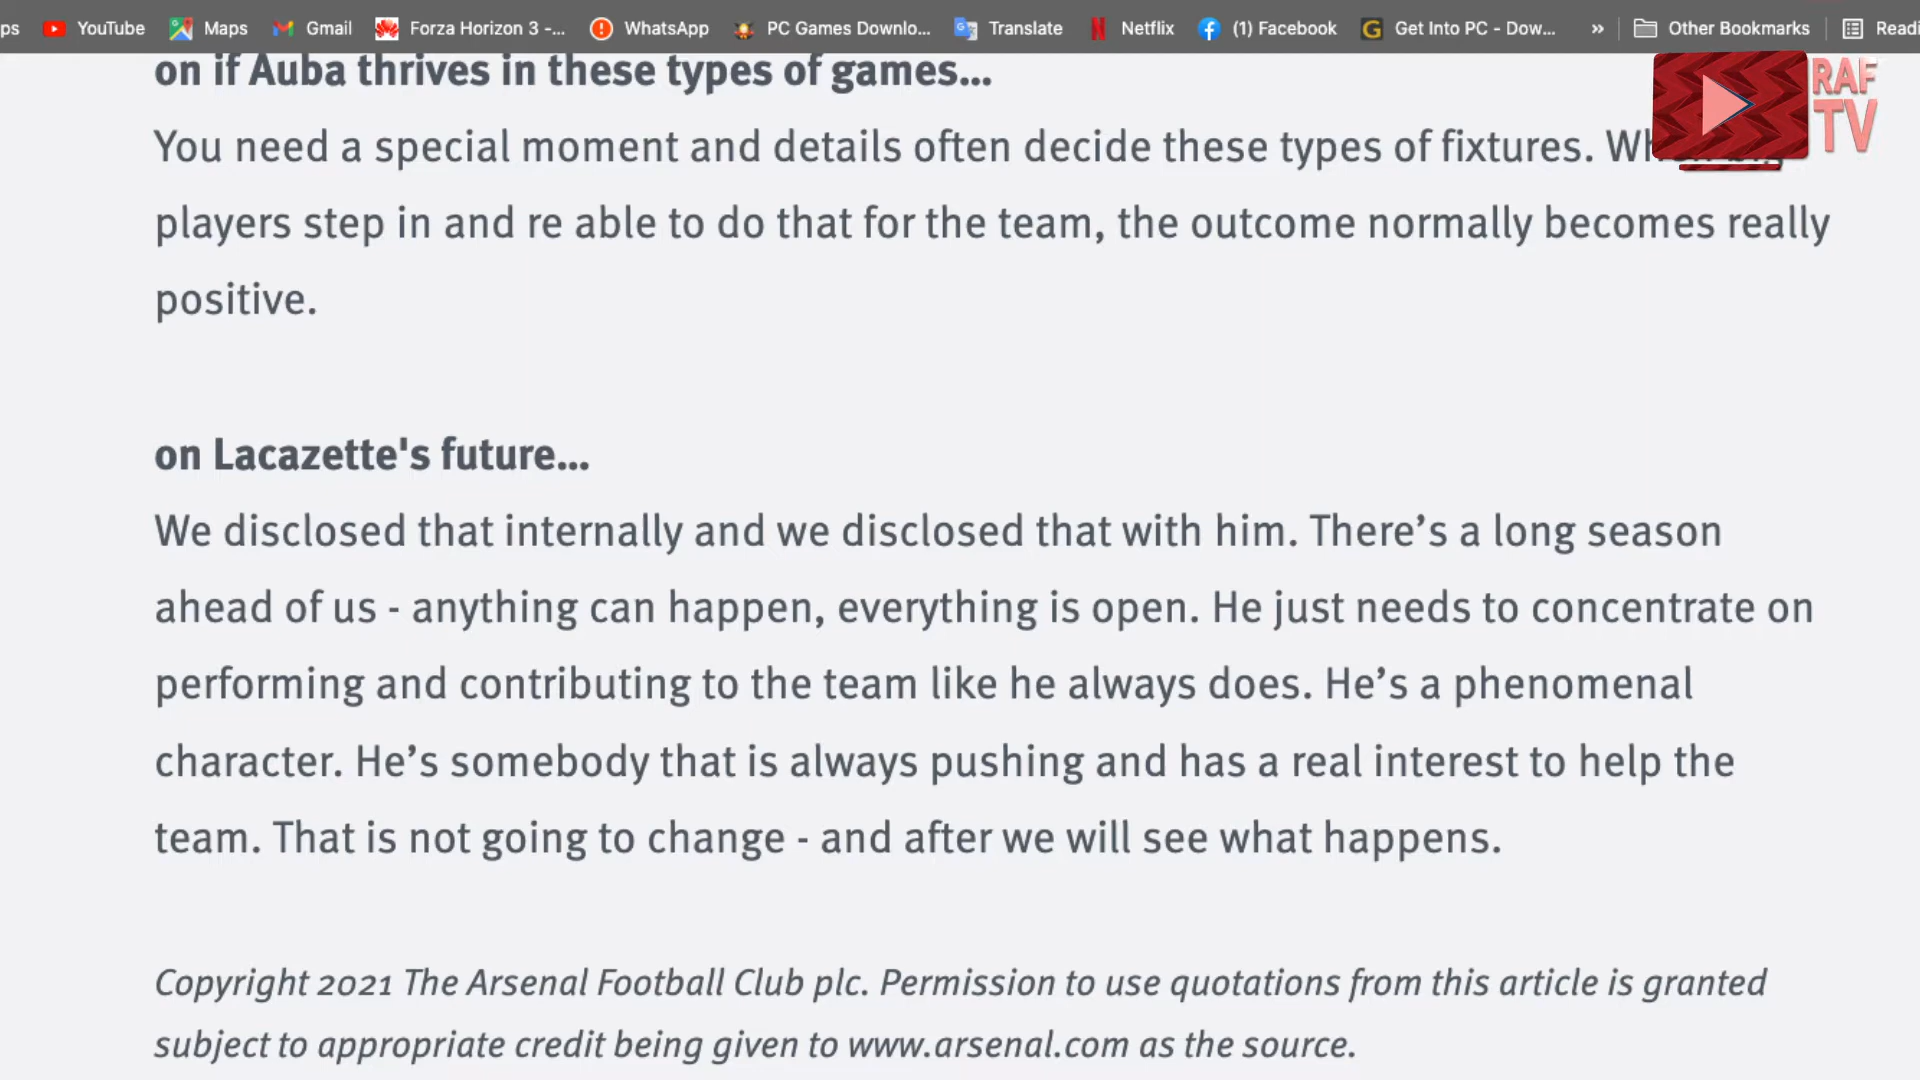 ps YouTube Maps Gmail Forza Horizon 3 -... WhatsApp PC Games Downlo... Translate Netflix (1) Facebook Get Into PC - Dow... » Other Bookmarks Readi
on if Auba thrives in these types of games...
RAF
TV
You need a special moment and details often decide these types of fixtures.
players step in and re able to do that for the team, the outcome normally becomes really
positive.
on Lacazette's future...
We disclosed that internally and we disclosed that with him. There’s a long season
ahead of us - anything can happen, everything is open. He just needs to concentrate on
performing and contributing to the team like he always does. He’s a phenomenal
character. He’s somebody that is always pushing and has a real interest to help the
team. That is not going to change - and after we will see what happens.
Copyright 2021 The Arsenal Football Club plc. Permission to use quotations from this article is granted
subject to appropriate credit being given to www.arsenal.com as the source.